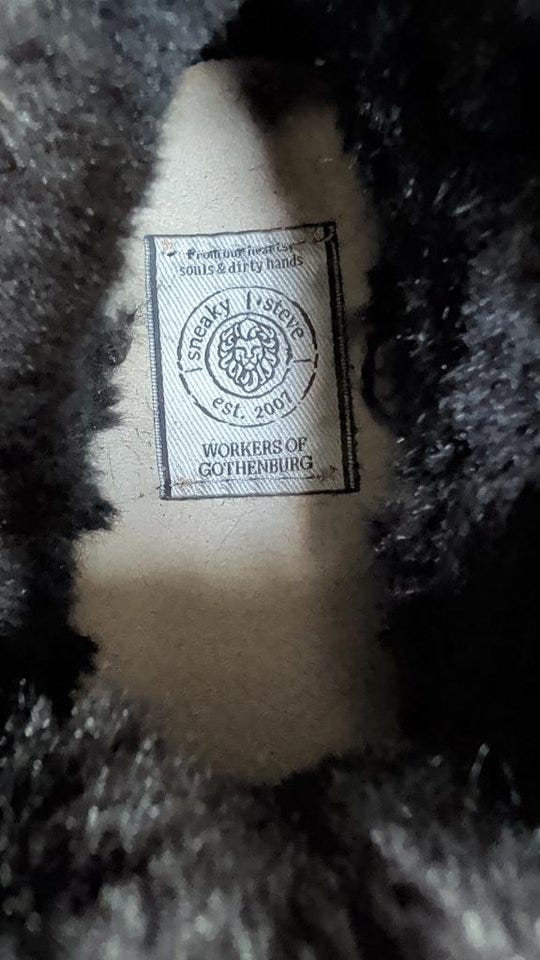 From our hearts,
souls & dirty hands
sneaky steve
est. 2007
WORKERS OF
GOTHENBURG